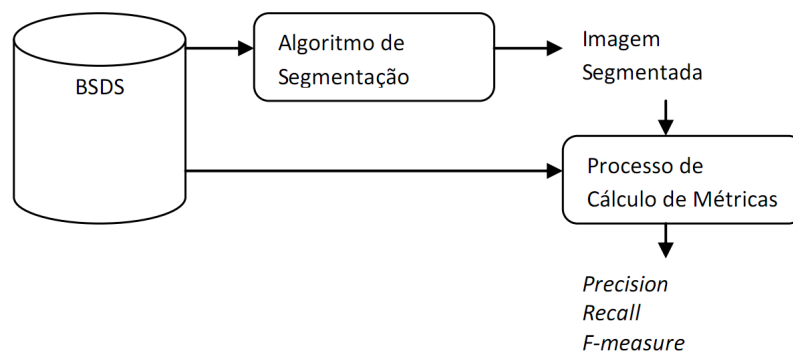 BSDS
Algoritmo de
Segmentação
Imagem
Segmentada
Processo de
Cálculo de Métricas
Precision
Recall
F-measure